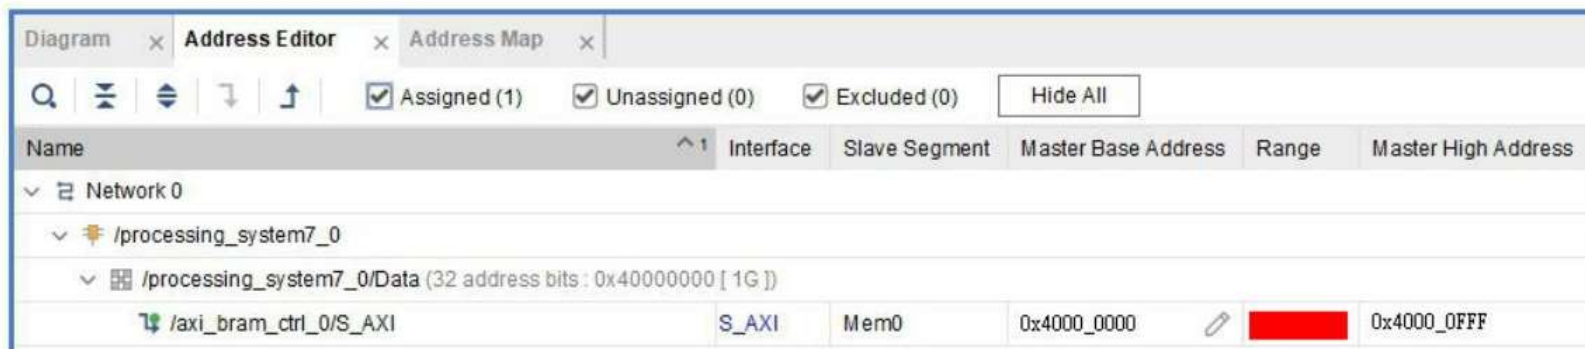 Diagram Address Editor Address Map
Assigned (1) Unassigned (0) Excluded (0) Hide All
Name 1 Interface Slave Segment Master Base Address Range Master High Address
Network 0
/processing_system7_0
/processing_system7_0/Data (32 address bits : 0x40000000 [ 1G ])
/axi_bram_ctrl_0/S_AXI S_AXI Mem0 0x4000_0000 0x4000_0FFF